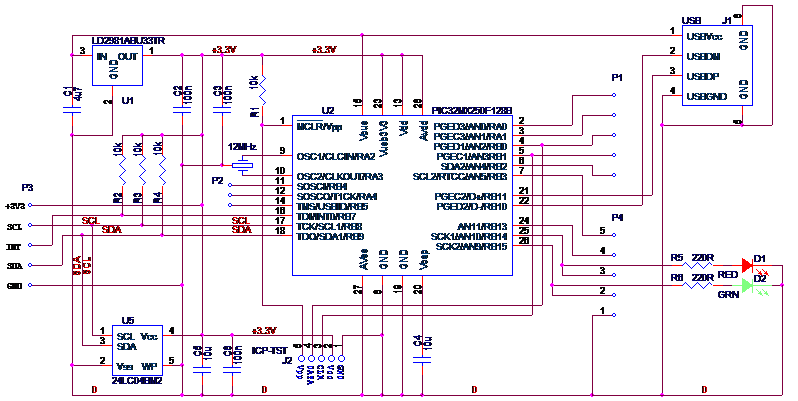 USB J1
LD2981ABU33TR
3 IN OUT 1
GND
2
U1
+3.3V
+3.3V
1 USBVcc
2 USBDM
3 USBDP
4 USBGND
GND
GND
5
C1 4u7
C2 100n
C3 100n
10k R1
P1
U2
PIC32MX250F128B
15 23 13 28
Vbus Vusb3V3 Vdd AVdd
1 MCLR/Vpp
9 OSC1/CLCIN/RA2
10 OSC2/CLKOUT/RA3
11 SOSCI/RB4
12 SOSCO/T1CK/RA4
14 TMS/USBID/RB5
16 TDI/INT0/RB7
17 TCK/SCL1/RB8
18 TDO/SDA1/RB9
PGED3/AN0/RA0 2
PGEC3/AN1/RA1 3
PGED1/AN2/RB0 4
PGEC1/AN3/RB1 5
SDA2/AN4/RB2 6
SCL2/RTCC/AN5/RB3 7
PGEC2/D+/RB11 21
PGED2/D-/RB10 22
AN11/RB13 24
SCK1/AN10/RB14 25
SCK2/AN9/RB15 26
AVss GND GND Vcap
27 8 19 20
12MHz
P2
10k 10k 10k
R2 R3 R4
P3
+3V3
SCL
INT
SDA
GND
SCL SCL
SDA SDA
SDA
SCL
P4
5
4
3
2
1
R5 220R D1
RED
R6 220R D2
GRN
U5
1 SCL Vcc 4
3 SDA
2 Vss WP 5
24LC04BM2
C5 10u
C6 100n
+3.3V
ICP-TST
J2
6 5 4 3 2 1
C4 10u
D D D D